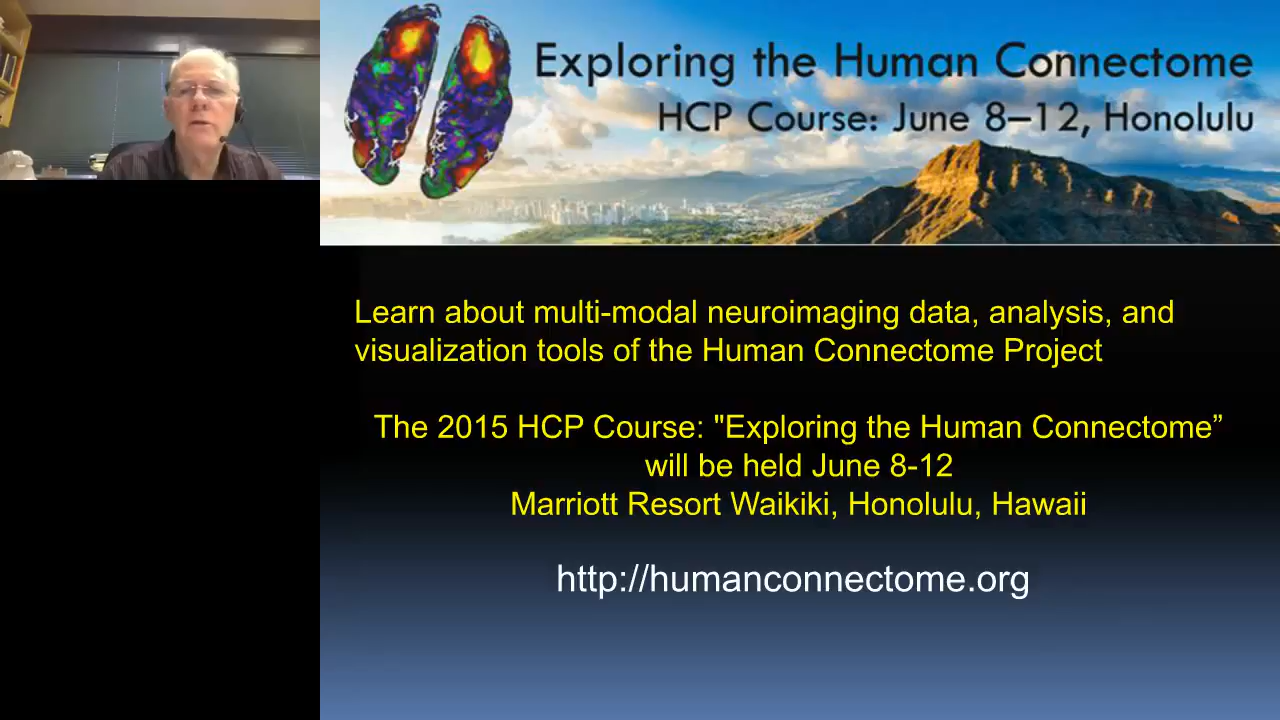 Exploring the Human Connectome
HCP Course: June 8–12, Honolulu
Learn about multi-modal neuroimaging data, analysis, and
visualization tools of the Human Connectome Project
The 2015 HCP Course: "Exploring the Human Connectome”
will be held June 8-12
Marriott Resort Waikiki, Honolulu, Hawaii
http://humanconnectome.org